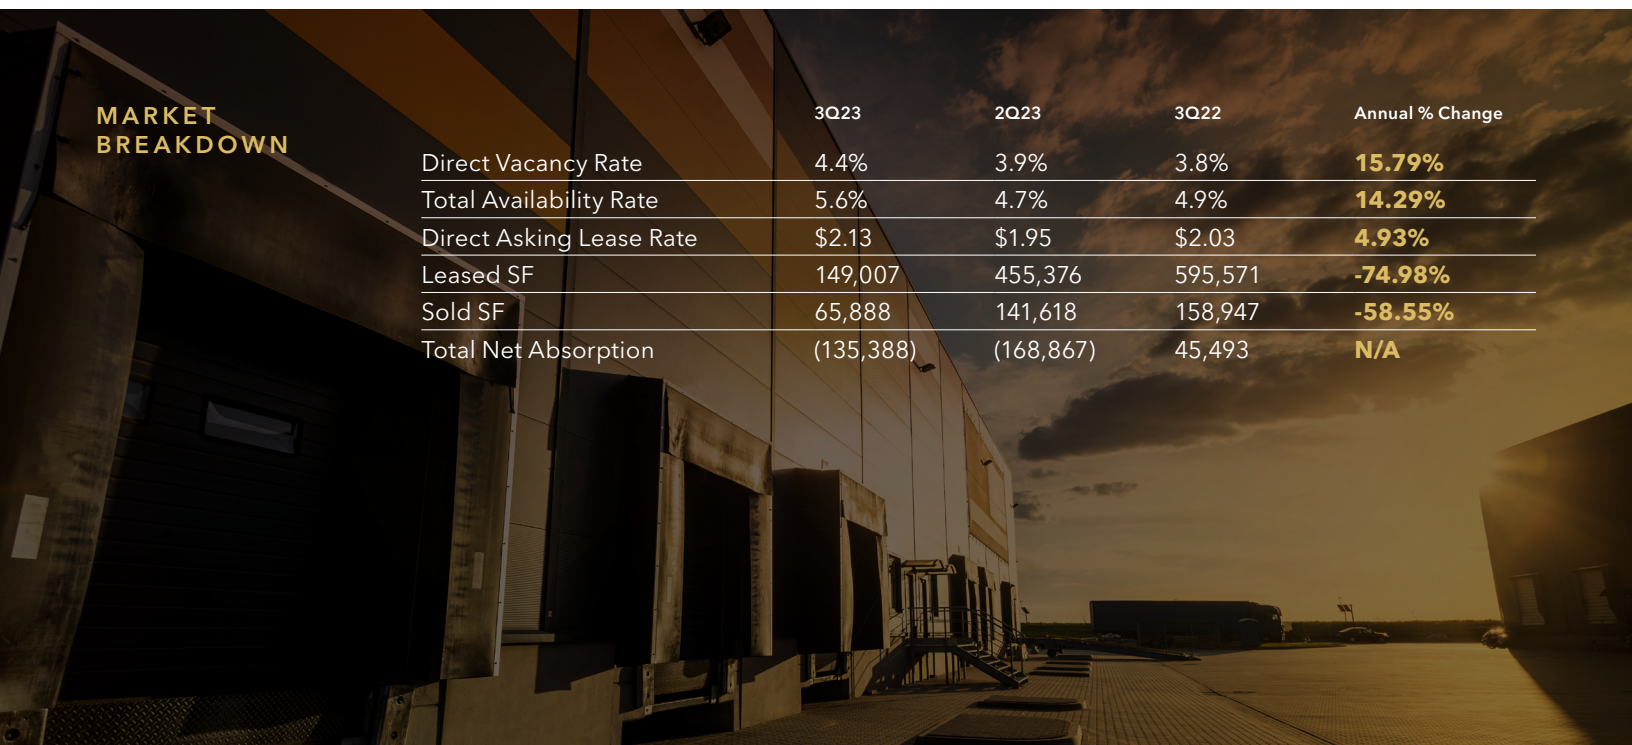 MARKET
BREAKDOWN
3Q23 2Q23 3Q22 Annual % Change
Direct Vacancy Rate 4.4% 3.9% 3.8% 15.79%
Total Availability Rate 5.6% 4.7% 4.9% 14.29%
Direct Asking Lease Rate $2.13 $1.95 $2.03 4.93%
Leased SF 149,007 455,376 595,571 -74.98%
Sold SF 65,888 141,618 158,947 -58.55%
Total Net Absorption (135,388) (168,867) 45,493 N/A